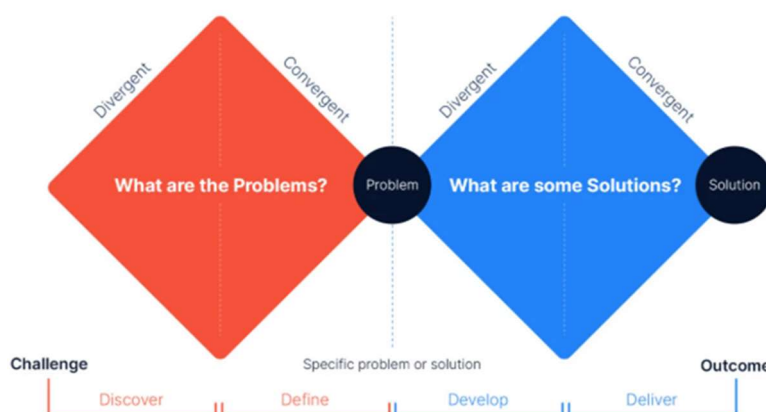 Divergent
Convergent
Divergent
Convergent
What are the Problems?
Problem
What are some Solutions?
Solution
Challenge
Specific problem or solution
Outcome
Discover
Define
Develop
Deliver